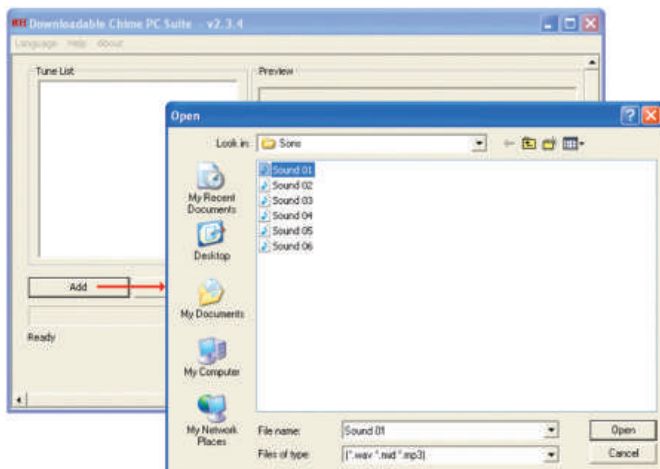 RH Downloadable Chime PC Suite - v2.3.4
Language Help About
Tune List
Preview
Open
Look in:
Sons
Sound 01
Sound 02
Sound 03
Sound 04
Sound 05
Sound 06
My Recent
Documents
Desktop
My Documents
My Computer
My Network
Places
Add
Ready
File name:
Sound 01
Open
Files of type:
(*.wav *.mid *.mp3)
Cancel